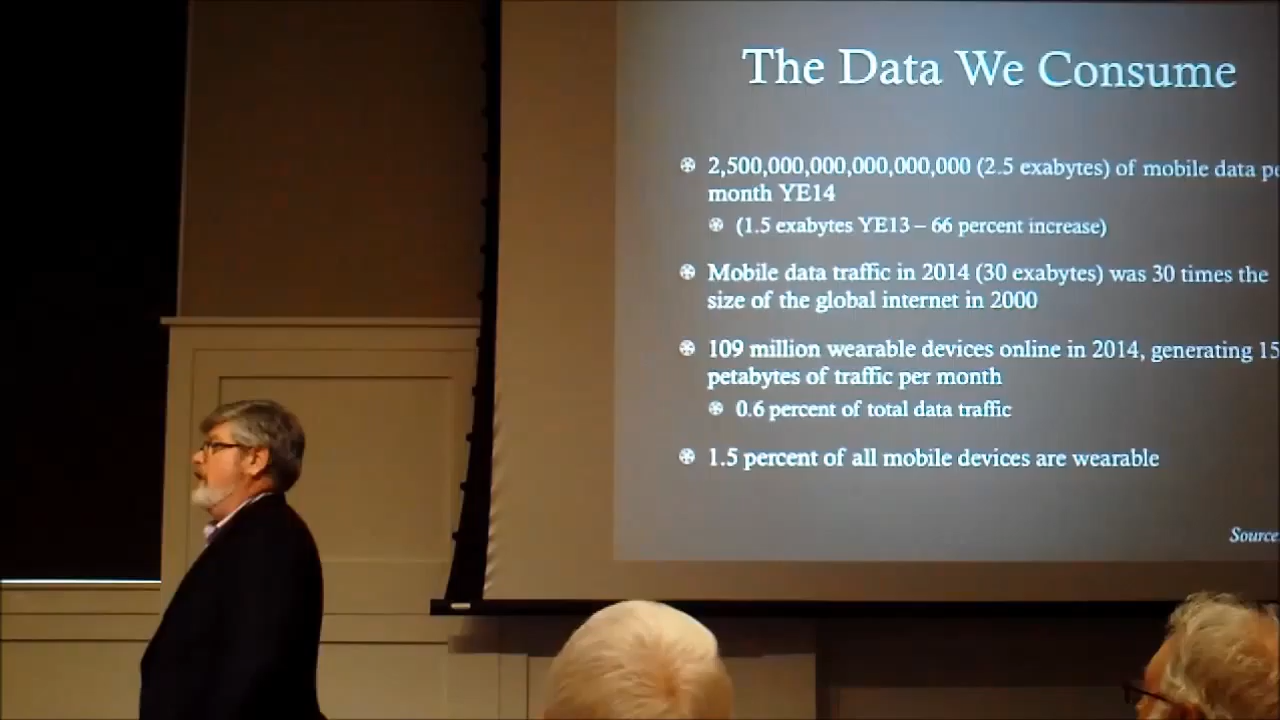 The Data We Consume
2,500,000,000,000,000,000 (2.5 exabytes) of mobile data
month YE14
(1.5 exabytes YE13 – 66 percent increase)
Mobile data traffic in 2014 (30 exabytes) was 30 times the
size of the global internet in 2000
109 million wearable devices online in 2014, generating 15
petabytes of traffic per month
0.6 percent of total data traffic
1.5 percent of all mobile devices are wearable
Source